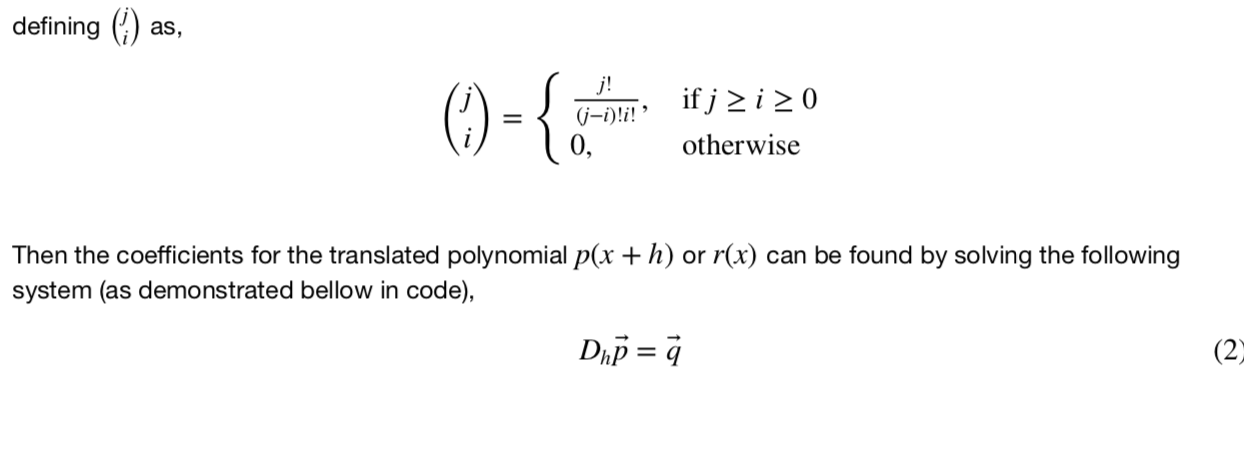 defining $\binom{j}{i}$ as,
$\binom{j}{i} = \begin{cases} \frac{j!}{(j-i)!i!}, & \text{if } j \geq i \geq 0 \\ 0, & \text{otherwise} \end{cases}$
Then the coefficients for the translated polynomial $p(x + h)$ or $r(x)$ can be found by solving the following
system (as demonstrated bellow in code),
$D_h\vec{p} = \vec{q}$ (2)